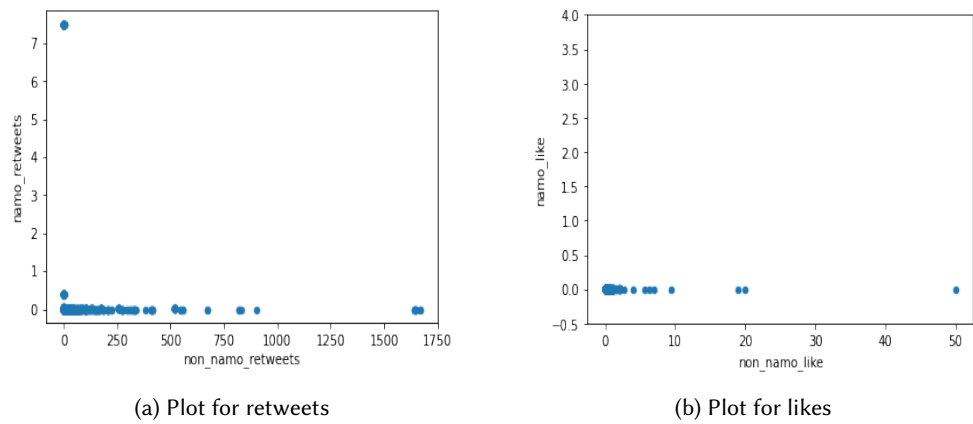 7
6
5
4
3
2
1
0
namo_retweets
0 250 500 750 1000 1250 1500 1750
non_namo_retweets
(a) Plot for retweets
4.0
3.5
3.0
2.5
2.0
1.5
1.0
0.5
0.0
−0.5
namo_like
0 10 20 30 40 50
non_namo_like
(b) Plot for likes